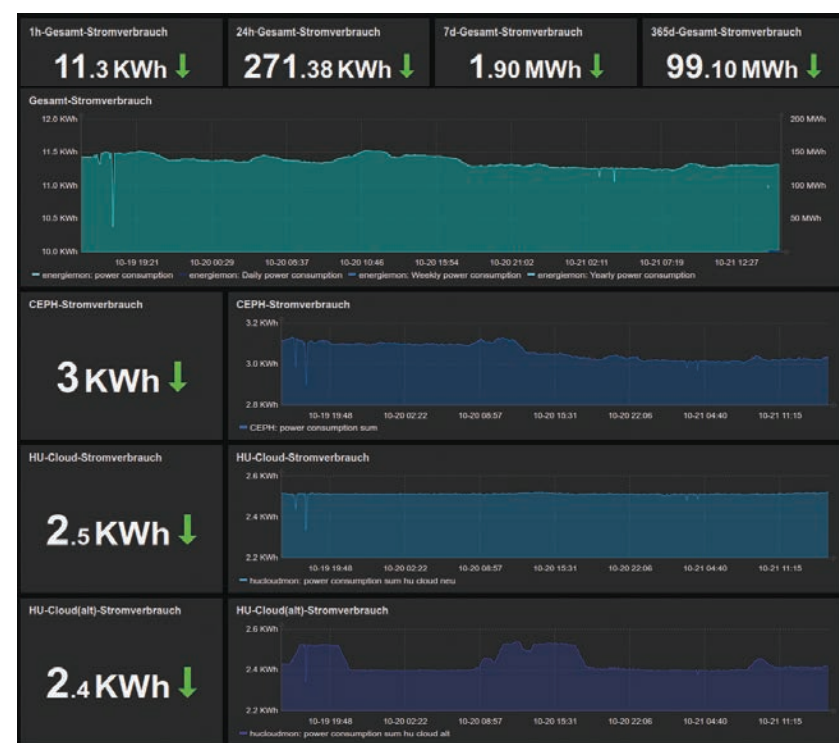 1h-Gesamt-Stromverbrauch
24h-Gesamt-Stromverbrauch
7d-Gesamt-Stromverbrauch
365d-Gesamt-Stromverbrauch
11.3 KWh
271.38 KWh
1.90 MWh
99.10 MWh
Gesamt-Stromverbrauch
12.0 KWh
200 MWh
11.5 KWh
150 MWh
11.0 KWh
100 MWh
10.5 KWh
50 MWh
10.0 KWh
10-19 19:21 10-20 00:29 10-20 05:37 10-20 10:46 10-20 15:54 10-20 21:02 10-21 02:11 10-21 07:19 10-21 12:27
energiemon: power consumption energiemon: Daily power consumption energiemon: Weekly power consumption energiemon: Yearly power consumption
CEPH-Stromverbrauch
3 KWh
CEPH-Stromverbrauch
3.2 KWh
3.0 KWh
2.8 KWh
10-19 19:48 10-20 02:22 10-20 08:57 10-20 15:31 10-20 22:06 10-21 04:40 10-21 11:15
CEPH: power consumption sum
HU-Cloud-Stromverbrauch
2.5 KWh
HU-Cloud-Stromverbrauch
2.6 KWh
2.4 KWh
2.2 KWh
10-19 19:48 10-20 02:22 10-20 08:57 10-20 15:31 10-20 22:06 10-21 04:40 10-21 11:15
hucloudmon: power consumption sum hu cloud neu
HU-Cloud(alt)-Stromverbrauch
2.4 KWh
HU-Cloud(alt)-Stromverbrauch
2.6 KWh
2.4 KWh
2.2 KWh
10-19 19:48 10-20 02:22 10-20 08:57 10-20 15:31 10-20 22:06 10-21 04:40 10-21 11:15
hucloudmon: power consumption sum hu cloud alt